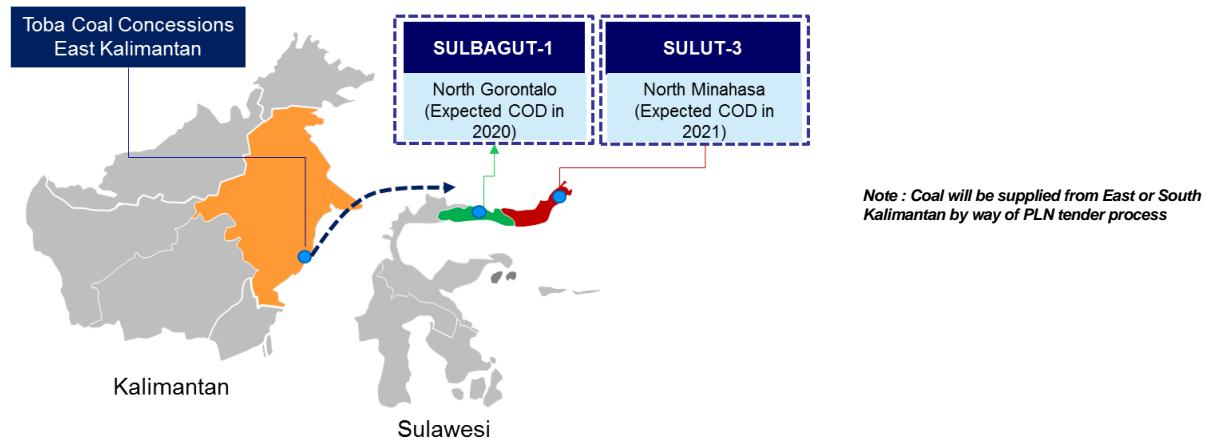 Toba Coal Concessions
East Kalimantan
SULBAGUT-1
North Gorontalo
(Expected COD in
2020)
SULUT-3
North Minahasa
(Expected COD in
2021)
Note : Coal will be supplied from East or South
Kalimantan by way of PLN tender process
Kalimantan
Sulawesi